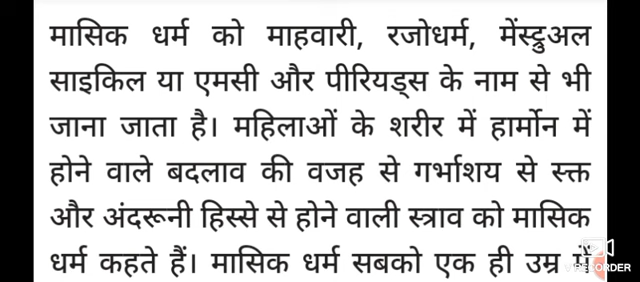 मासिक धर्म को माहवारी, रजोधर्म, मेंस्ट्रुअल
साइकिल या एमसी और पीरियड्स के नाम से भी
जाना जाता है। महिलाओं के शरीर में हार्मोन में
होने वाले बदलाव की वजह से गर्भाशय से स्क्त
और अंदरूनी हिस्से से होने वाली स्त्राव को मासिक
धर्म कहते हैं। मासिक धर्म सबको एक ही उम्र में
RECORDER